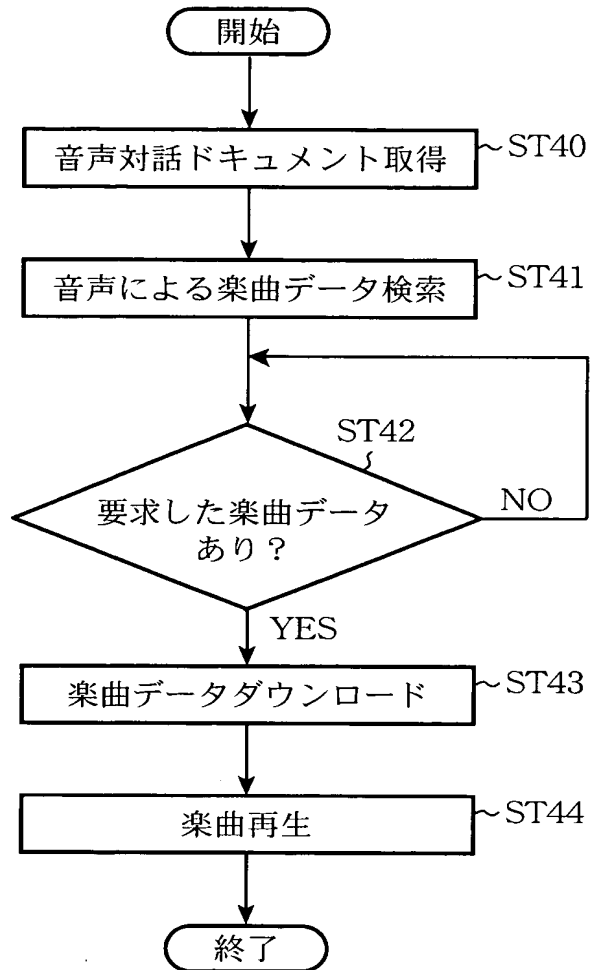 開始
音声対話ドキュメント取得
ST40
音声による楽曲データ検索
ST41
ST42
要求した楽曲データ
あり?
NO
YES
楽曲データダウンロード
ST43
楽曲再生
ST44
終了